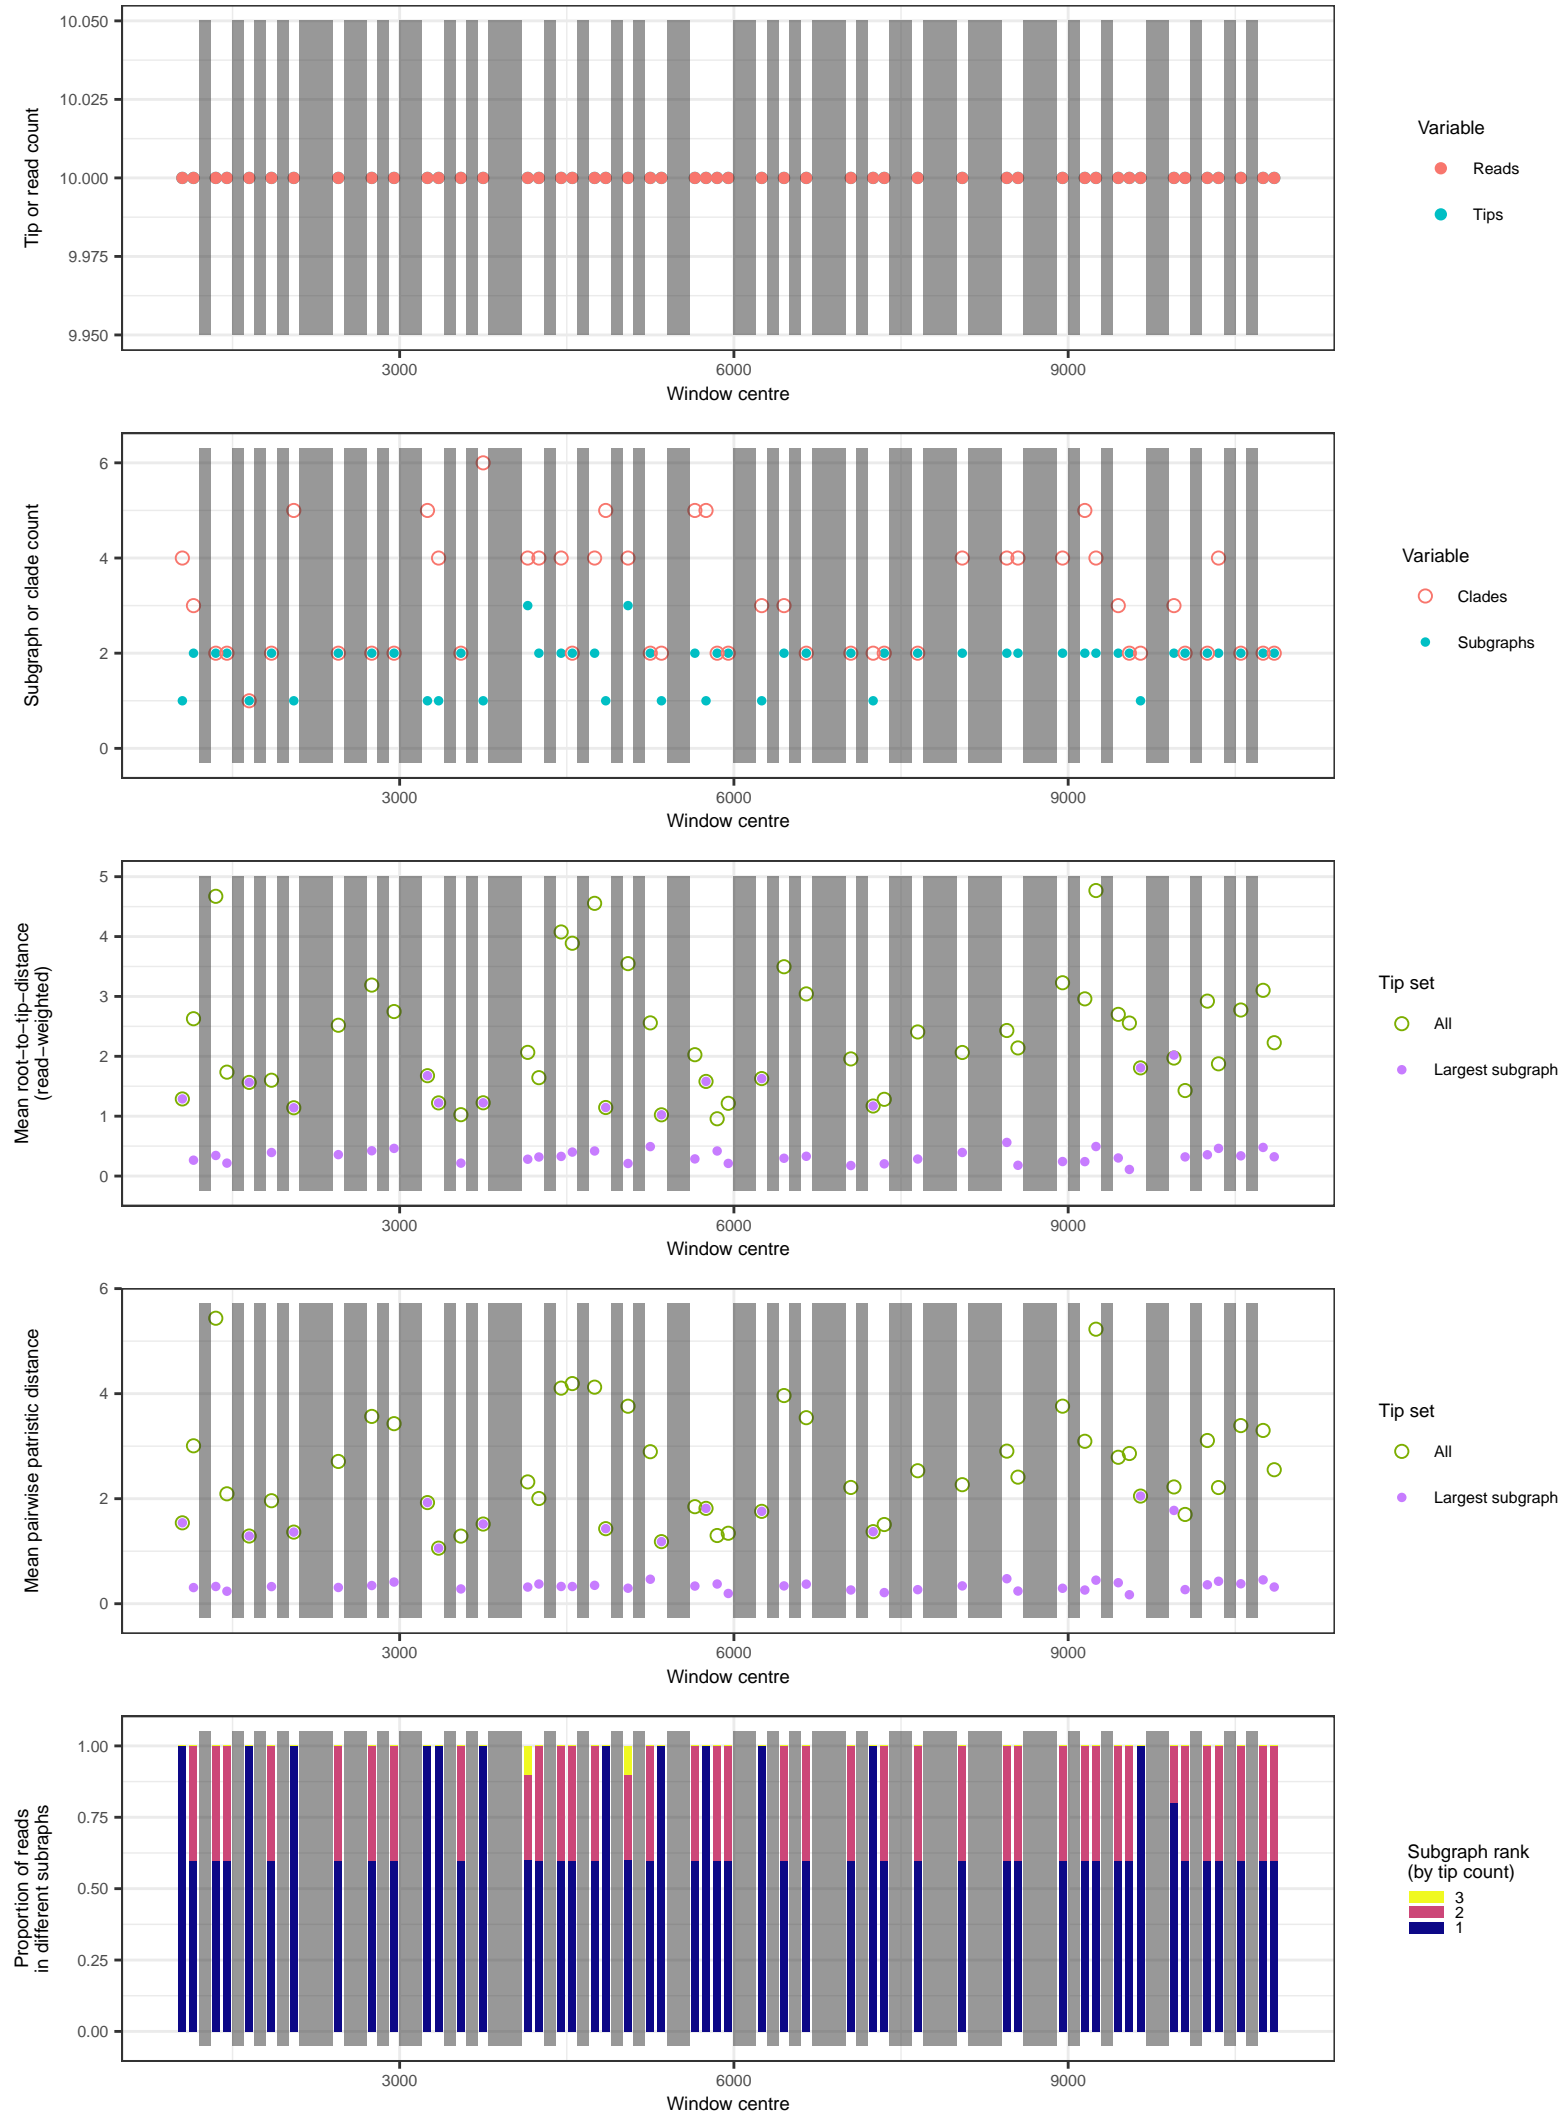 10.050
10.025
10.000
9.975
9.950
Tip or read count
3000 6000 9000
Window centre
Variable
Reads
Tips
6
4
2
0
Subgraph or clade count
3000 6000 9000
Window centre
Variable
Clades
Subgraphs
5
4
3
2
1
0
Mean root−to−tip−distance
(read−weighted)
3000 6000 9000
Window centre
Tip set
All
Largest subgraph
6
4
2
0
Mean pairwise patristic distance
3000 6000 9000
Window centre
Tip set
All
Largest subgraph
1.00
0.75
0.50
0.25
0.00
Proportion of reads
in different subraphs
3000 6000 9000
Window centre
Subgraph rank
(by tip count)
3
2
1